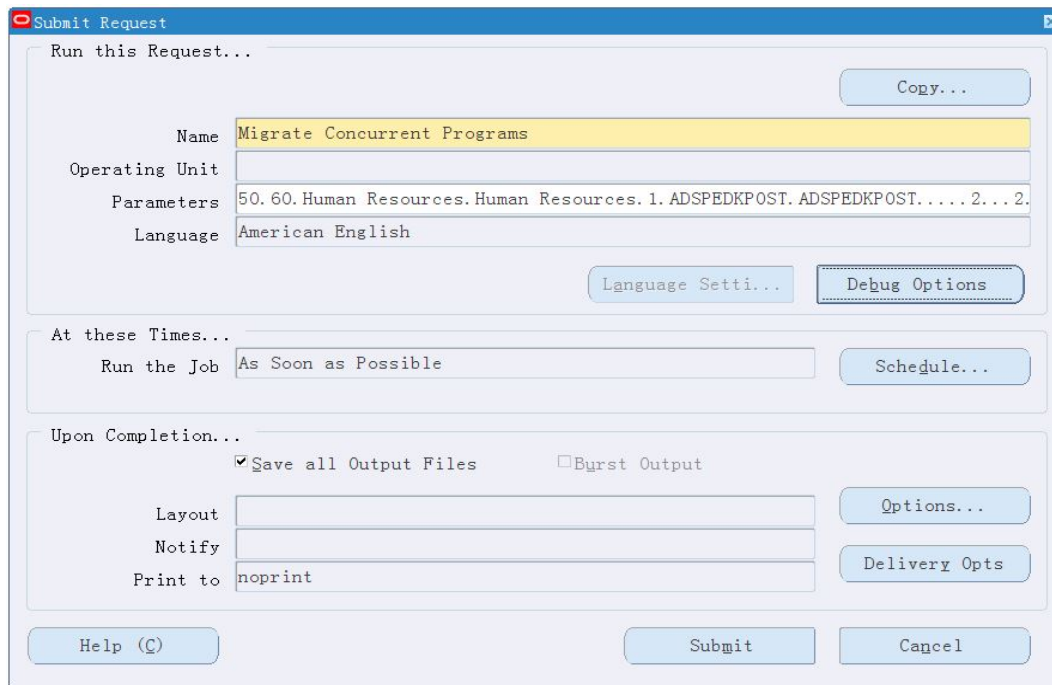 Submit Request
Run this Request...
Copy...
Name Migrate Concurrent Programs
Operating Unit
Parameters 50.60.Human Resources.Human Resources.1.ADSPEDKPOST.ADSPEDKPOST.....2...2.
Language American English
Language Setti... Debug Options
At these Times...
Run the Job As Soon as Possible Schedule...
Upon Completion...
Save all Output Files Burst Output
Layout Options...
Notify
Print to noprint Delivery Opts
Help (C) Submit Cancel